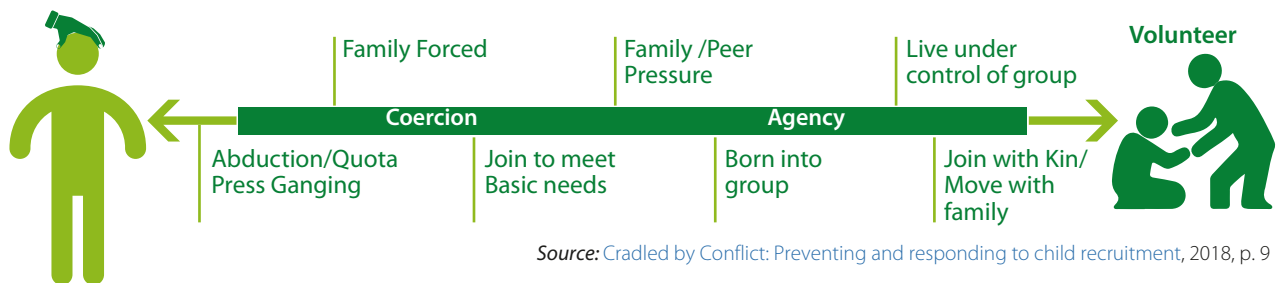 Family Forced
Family /Peer
Pressure
Live under
control of group
Volunteer
Coercion
Agency
Abduction/Quota
Press Ganging
Join to meet
Basic needs
Born into
group
Join with Kin/
Move with
family
Source: Cradled by Conflict: Preventing and responding to child recruitment, 2018, p. 9